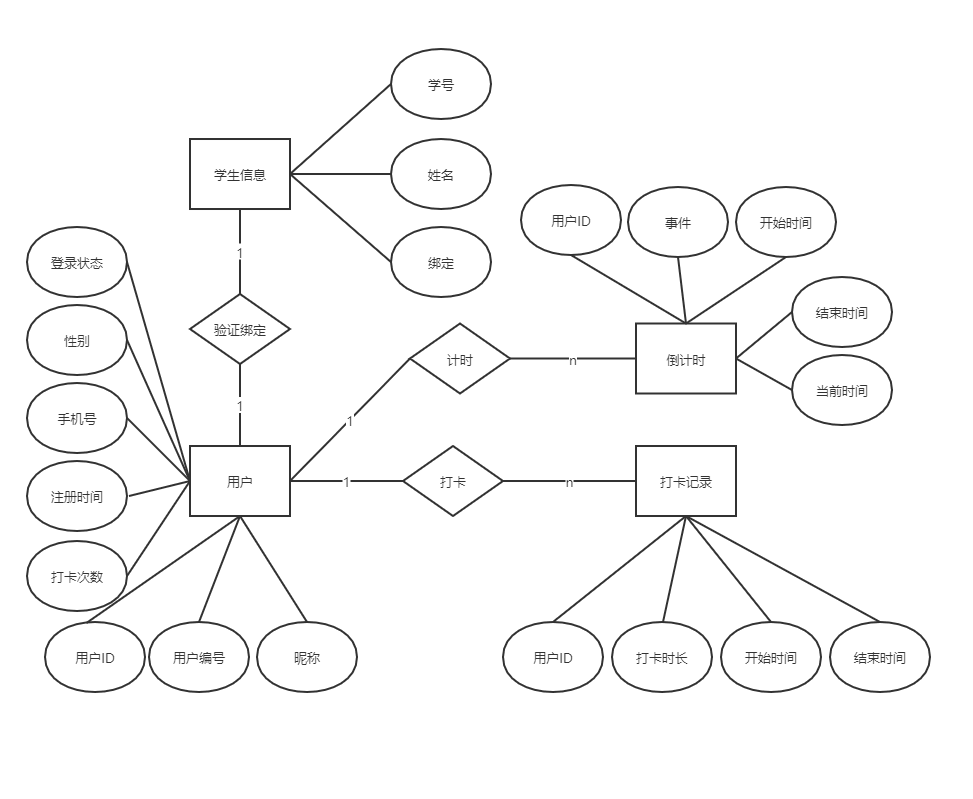 学号
学生信息
姓名
用户ID
事件
开始时间
1
登录状态
绑定
结束时间
验证绑定
性别
计时
n
倒计时
当前时间
1
手机号
1
用户
1
打卡
n
打卡记录
注册时间
打卡次数
用户ID
用户编号
昵称
用户ID
打卡时长
开始时间
结束时间